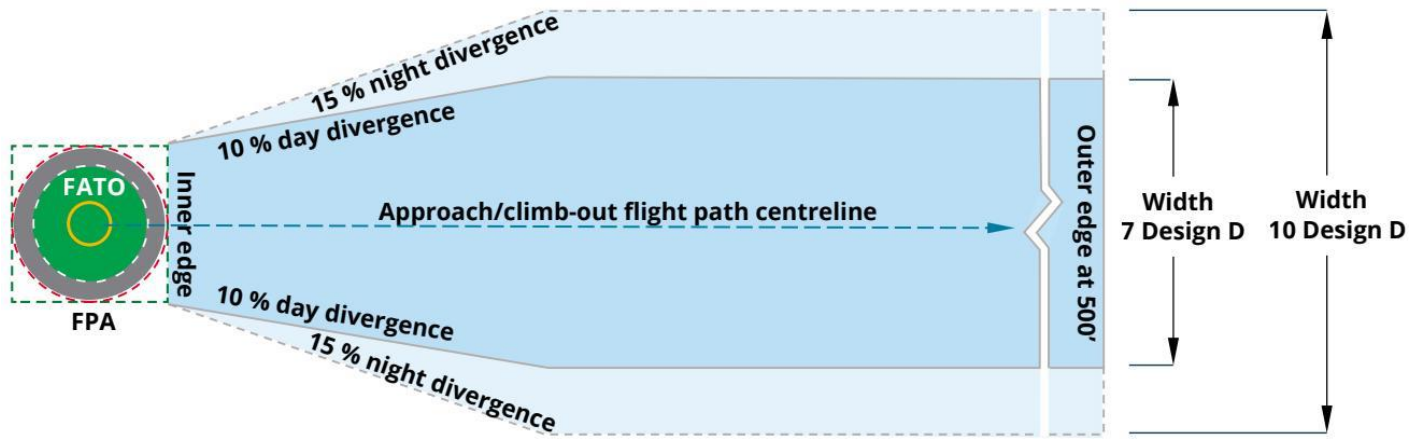 15 % night divergence
10 % day divergence
FATO
Inner edge
Approach/climb-out flight path centreline
Outer edge at 500’
Width
7 Design D
Width
10 Design D
10 % day divergence
15 % night divergence
FPA